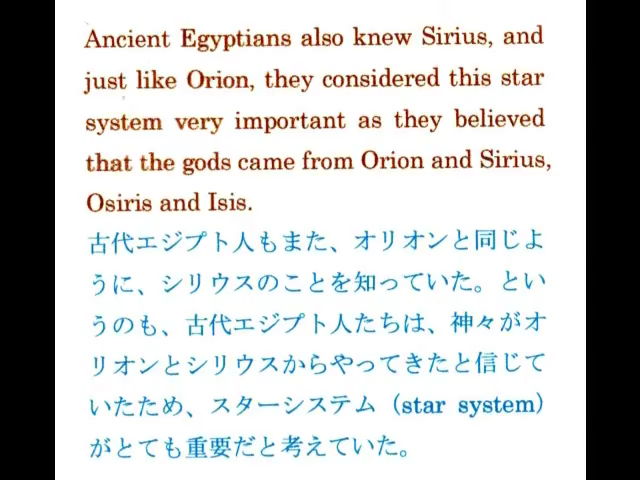 Ancient Egyptians also knew Sirius, and
just like Orion, they considered this star
system very important as they believed
that the gods came from Orion and Sirius,
Osiris and Isis.
古代エジプト人もまた、オリオンと同じよ
うに、シリウスのことを知っていた。とい
うのも、古代エジプト人たちは、神々がオ
リオンとシリウスからやってきたと信じて
いたため、スターシステム（star system）
がとても重要だと考えていた。